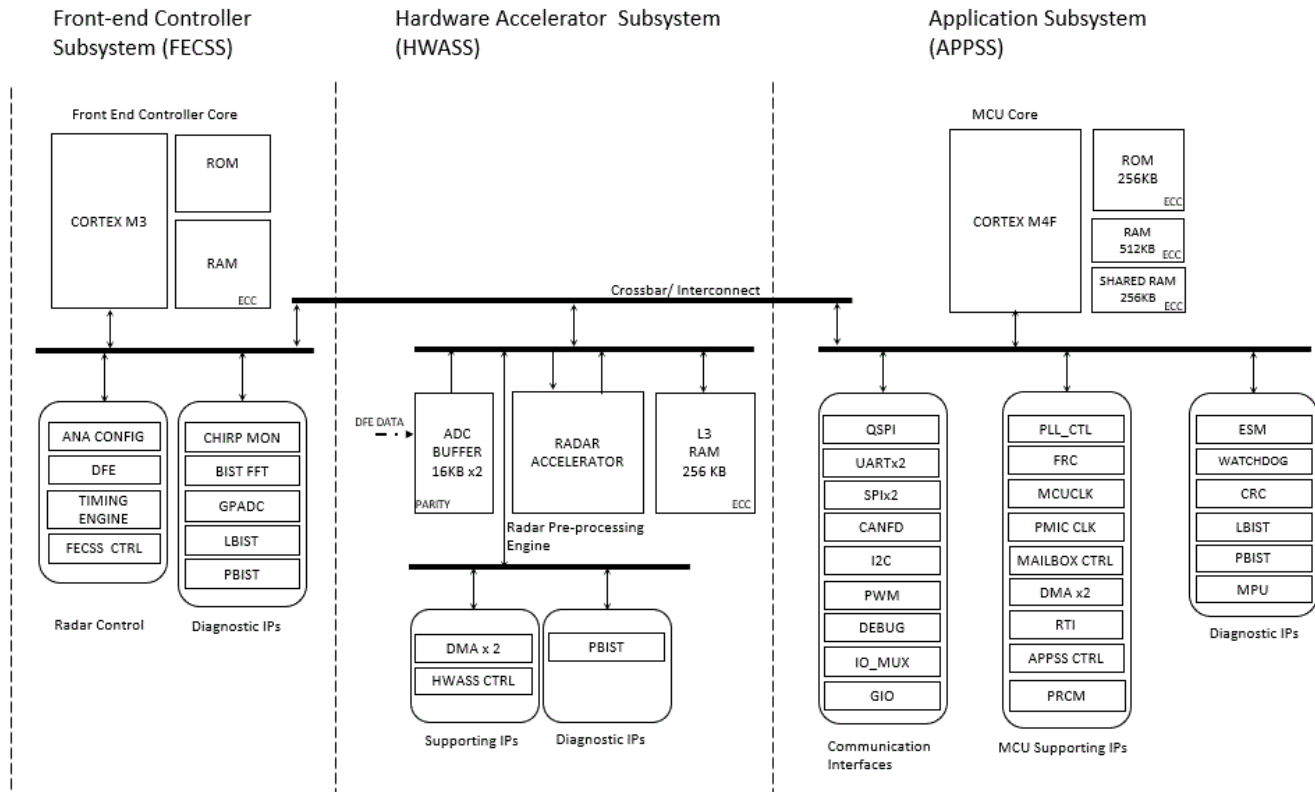 Front-end Controller
Subsystem (FECSS)
Hardware Accelerator Subsystem
(HWASS)
Application Subsystem
(APPSS)
Front End Controller Core
CORTEX M3
ROM
RAM
ECC
MCU Core
CORTEX M4F
ROM
256KB
ECC
RAM
512KB
ECC
SHARED RAM
256KB
ECC
Crossbar/ Interconnect
ANA CONFIG
DFE
TIMING
ENGINE
FECSS CTRL
Radar Control
CHIRP MON
BIST FFT
GPADC
LBIST
PBIST
Diagnostic IPs
DFE DATA
ADC
BUFFER
16KB x2
PARITY
RADAR
ACCELERATOR
L3
RAM
256 KB
ECC
Radar Pre-processing
Engine
DMA x 2
HWASS CTRL
Supporting IPs
PBIST
Diagnostic IPs
QSPI
UARTx2
SPIx2
CANFD
I2C
PWM
DEBUG
IO_MUX
GIO
Communication
Interfaces
PLL_CTL
FRC
MCUCLK
PMIC CLK
MAILBOX CTRL
DMA x2
RTI
APPSS CTRL
PRCM
MCU Supporting IPs
ESM
WATCHDOG
CRC
LBIST
PBIST
MPU
Diagnostic IPs